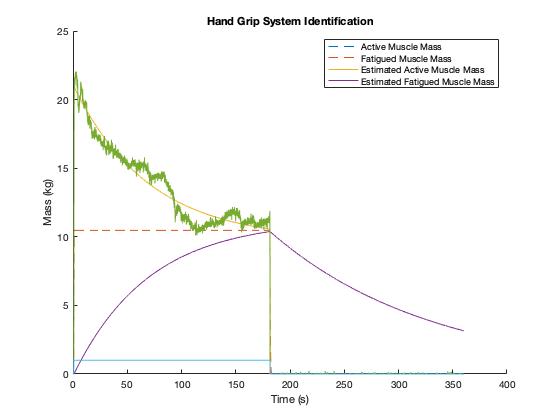 Hand Grip System Identification
25
20
15
10
5
0
Mass (kg)
Active Muscle Mass
Fatigued Muscle Mass
Estimated Active Muscle Mass
Estimated Fatigued Muscle Mass
0 50 100 150 200 250 300 350 400
Time (s)